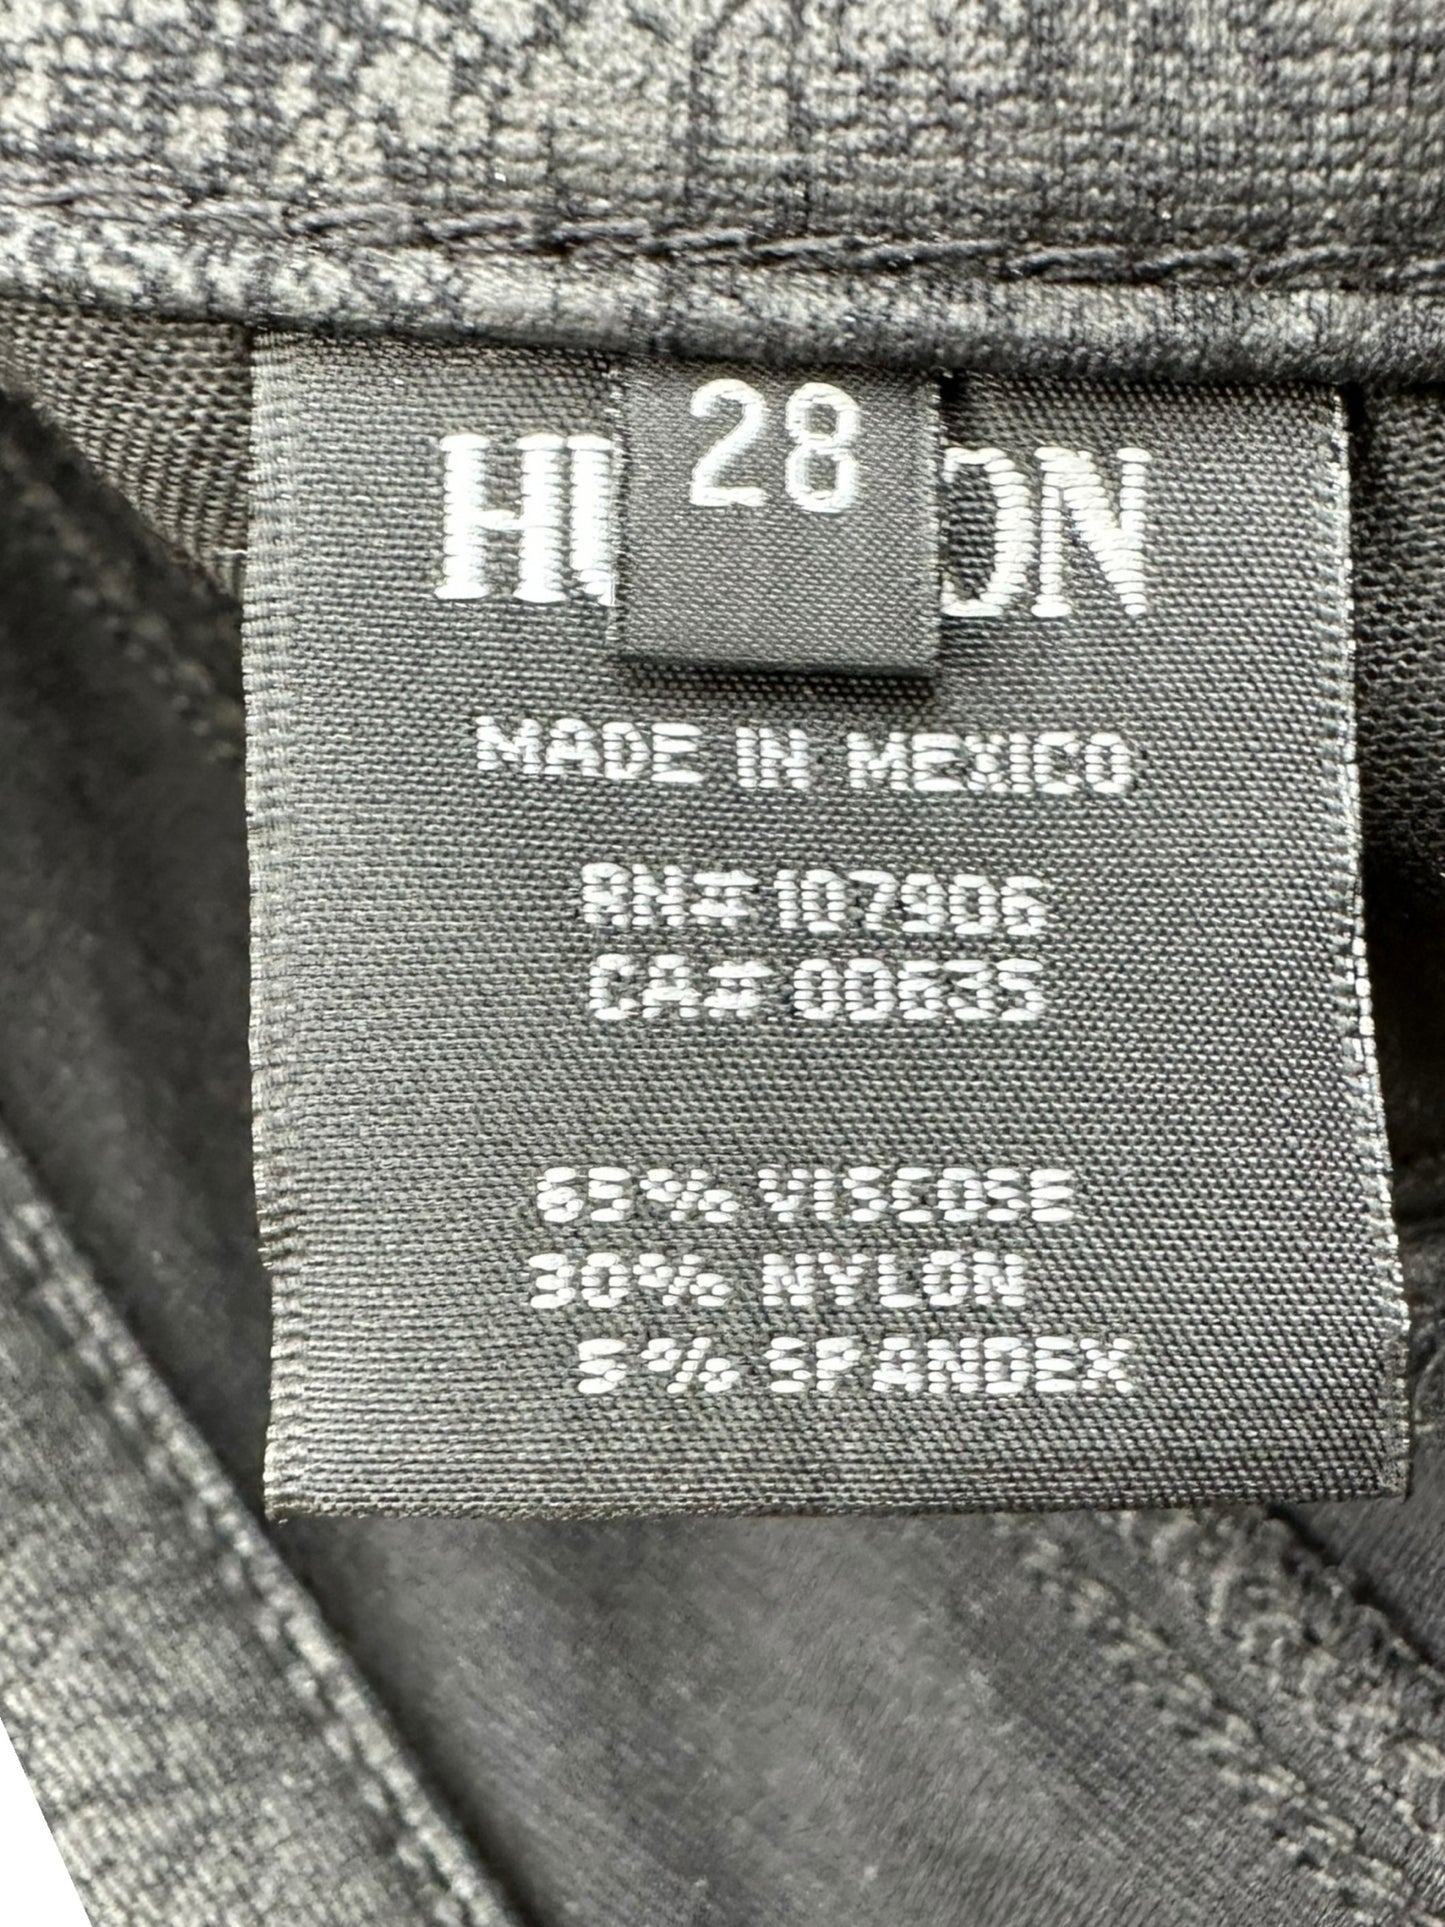 28
MADE IN MEXICO
RN# 107906
CA# 00635
65% VISCOSE
30% NYLON
5% SPANDEX